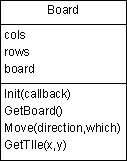 Board
cols
rows
board
Init(callback)
GetBoard()
Move(direction,which)
GetTIle(x,y)